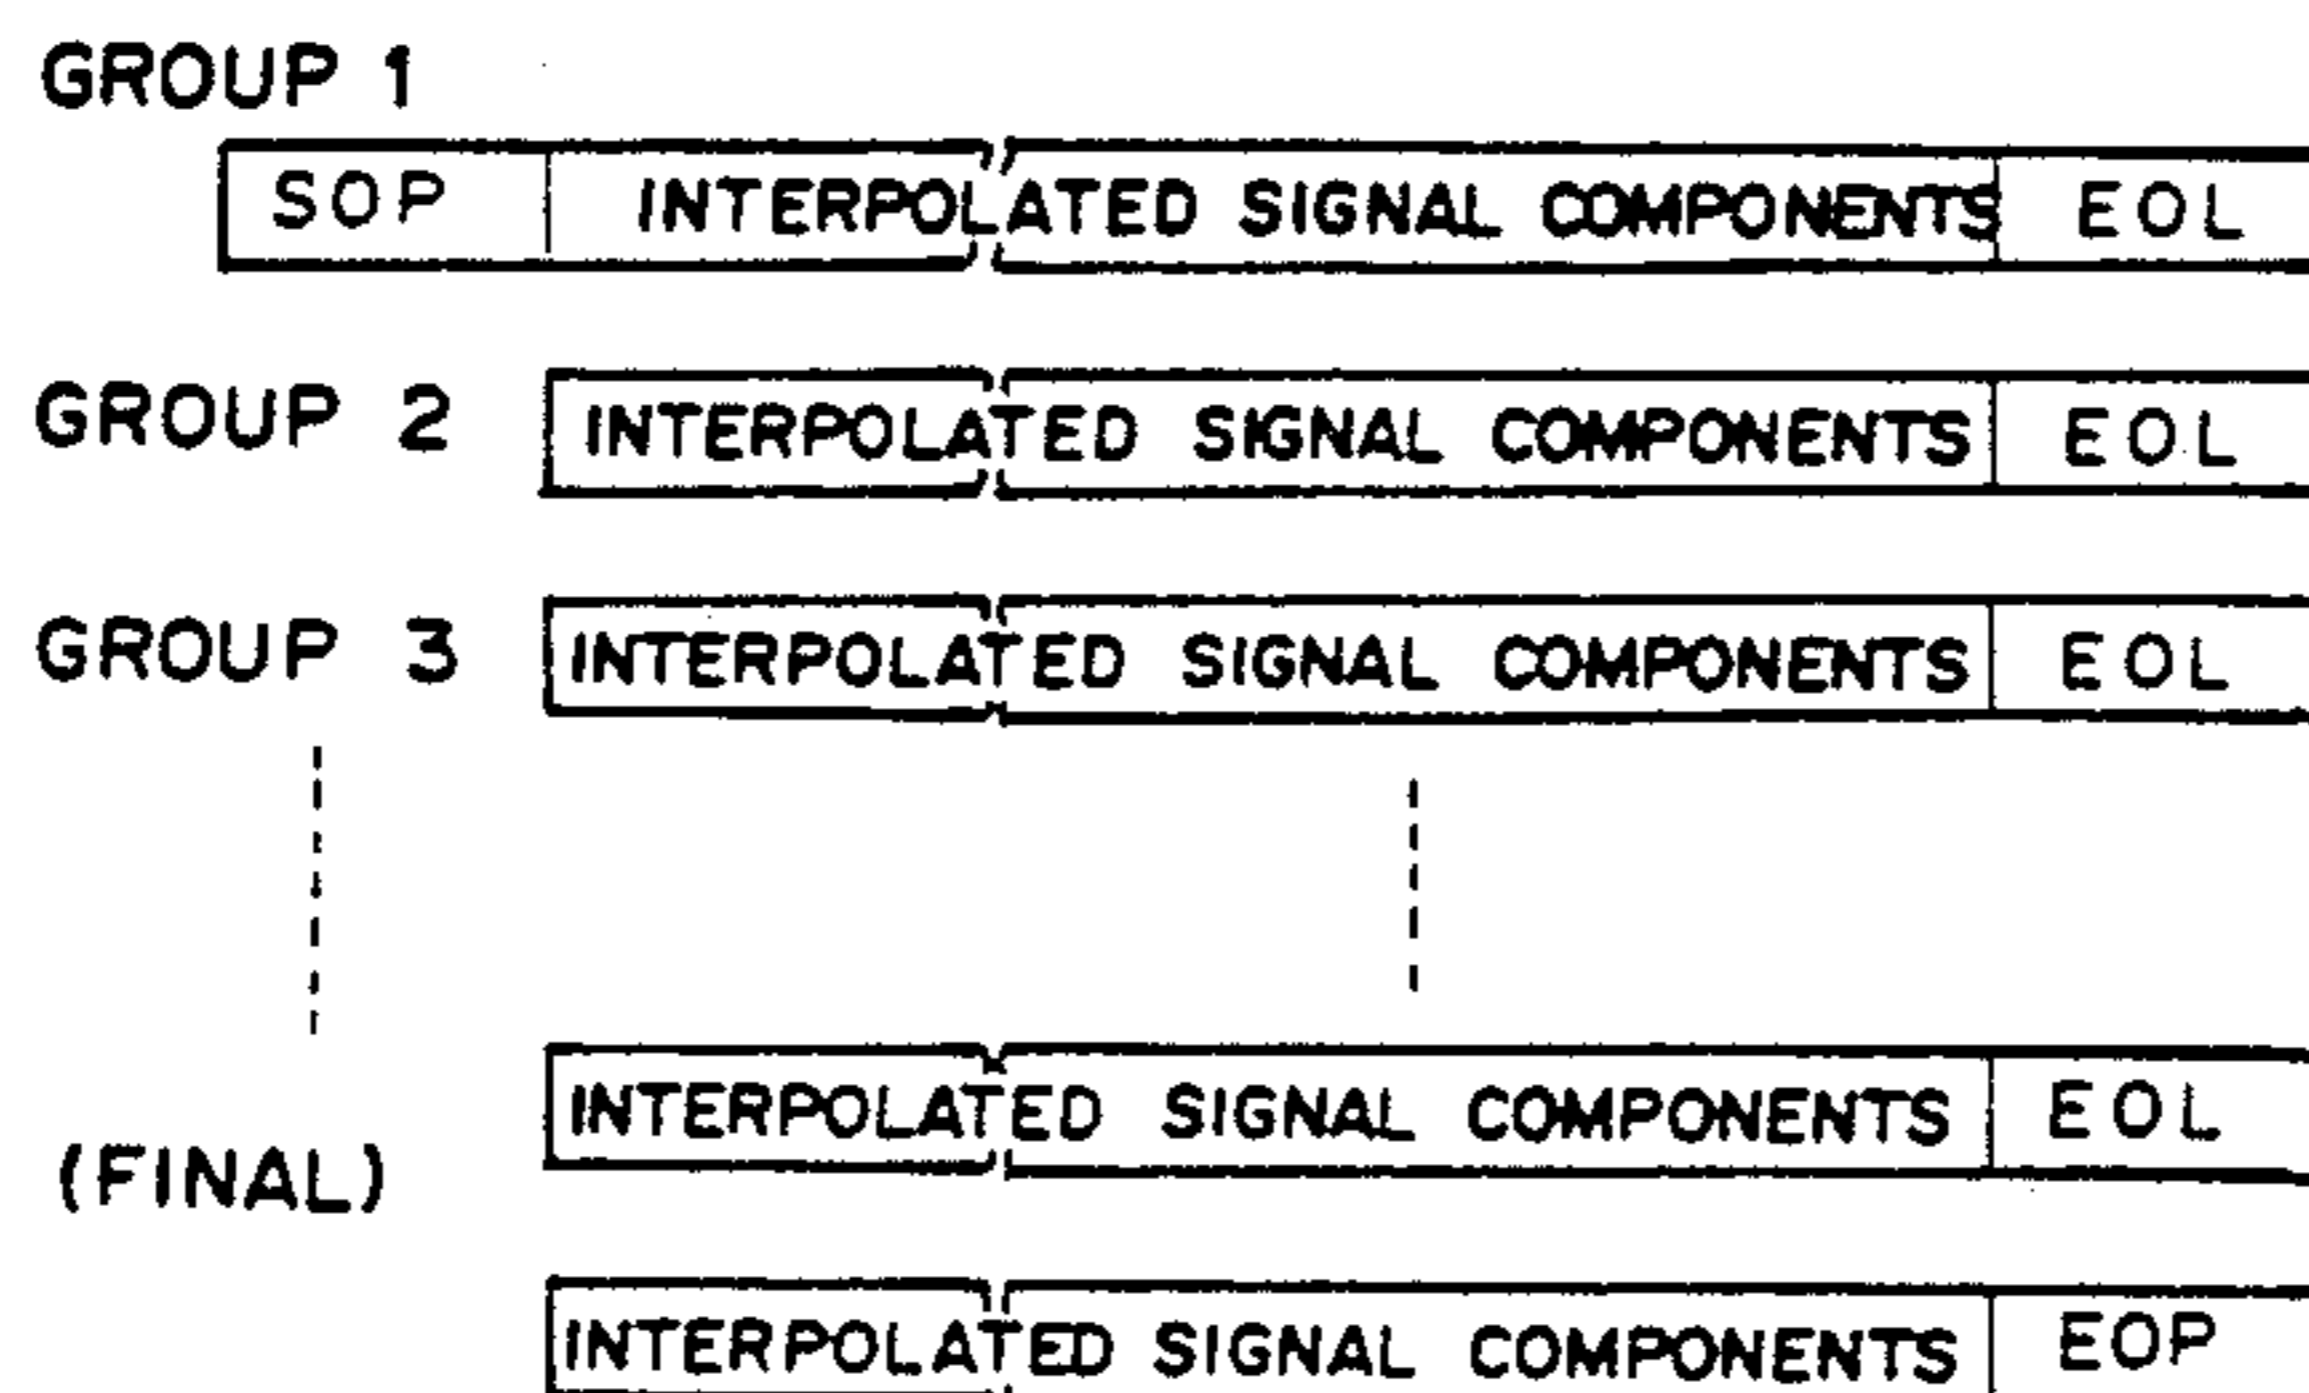 GROUP 1
SOP INTERPOLATED SIGNAL COMPONENTS EOL
GROUP 2 INTERPOLATED SIGNAL COMPONENTS EOL
GROUP 3 INTERPOLATED SIGNAL COMPONENTS EOL
INTERPOLATED SIGNAL COMPONENTS EOL
(FINAL)
INTERPOLATED SIGNAL COMPONENTS EOP